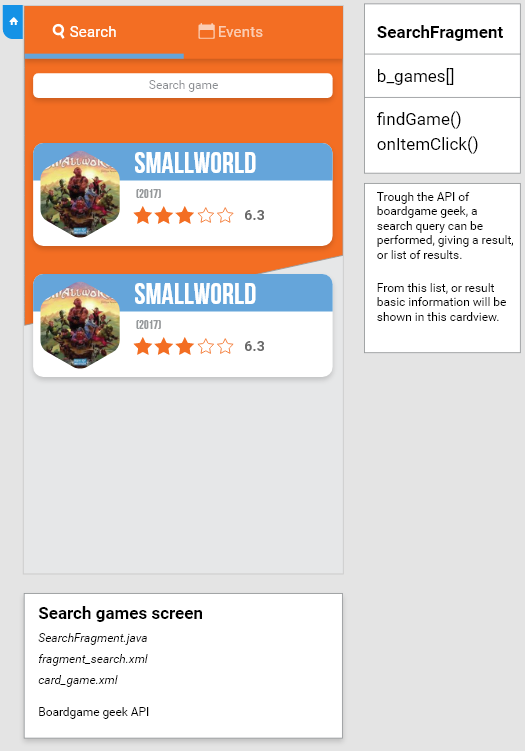 Search
Events
Search game
SMALLWORLD
(2017)
6.3
SMALLWORLD
(2017)
6.3
SearchFragment
b_games[]
findGame()
onItemClick()
Trough the API of
boardgame geek, a
search query can be
performed, giving a result,
or list of results.
From this list, or result
basic information will be
shown in this cardview.
Search games screen
SearchFragment.java
fragment_search.xml
card_game.xml
Boardgame geek API